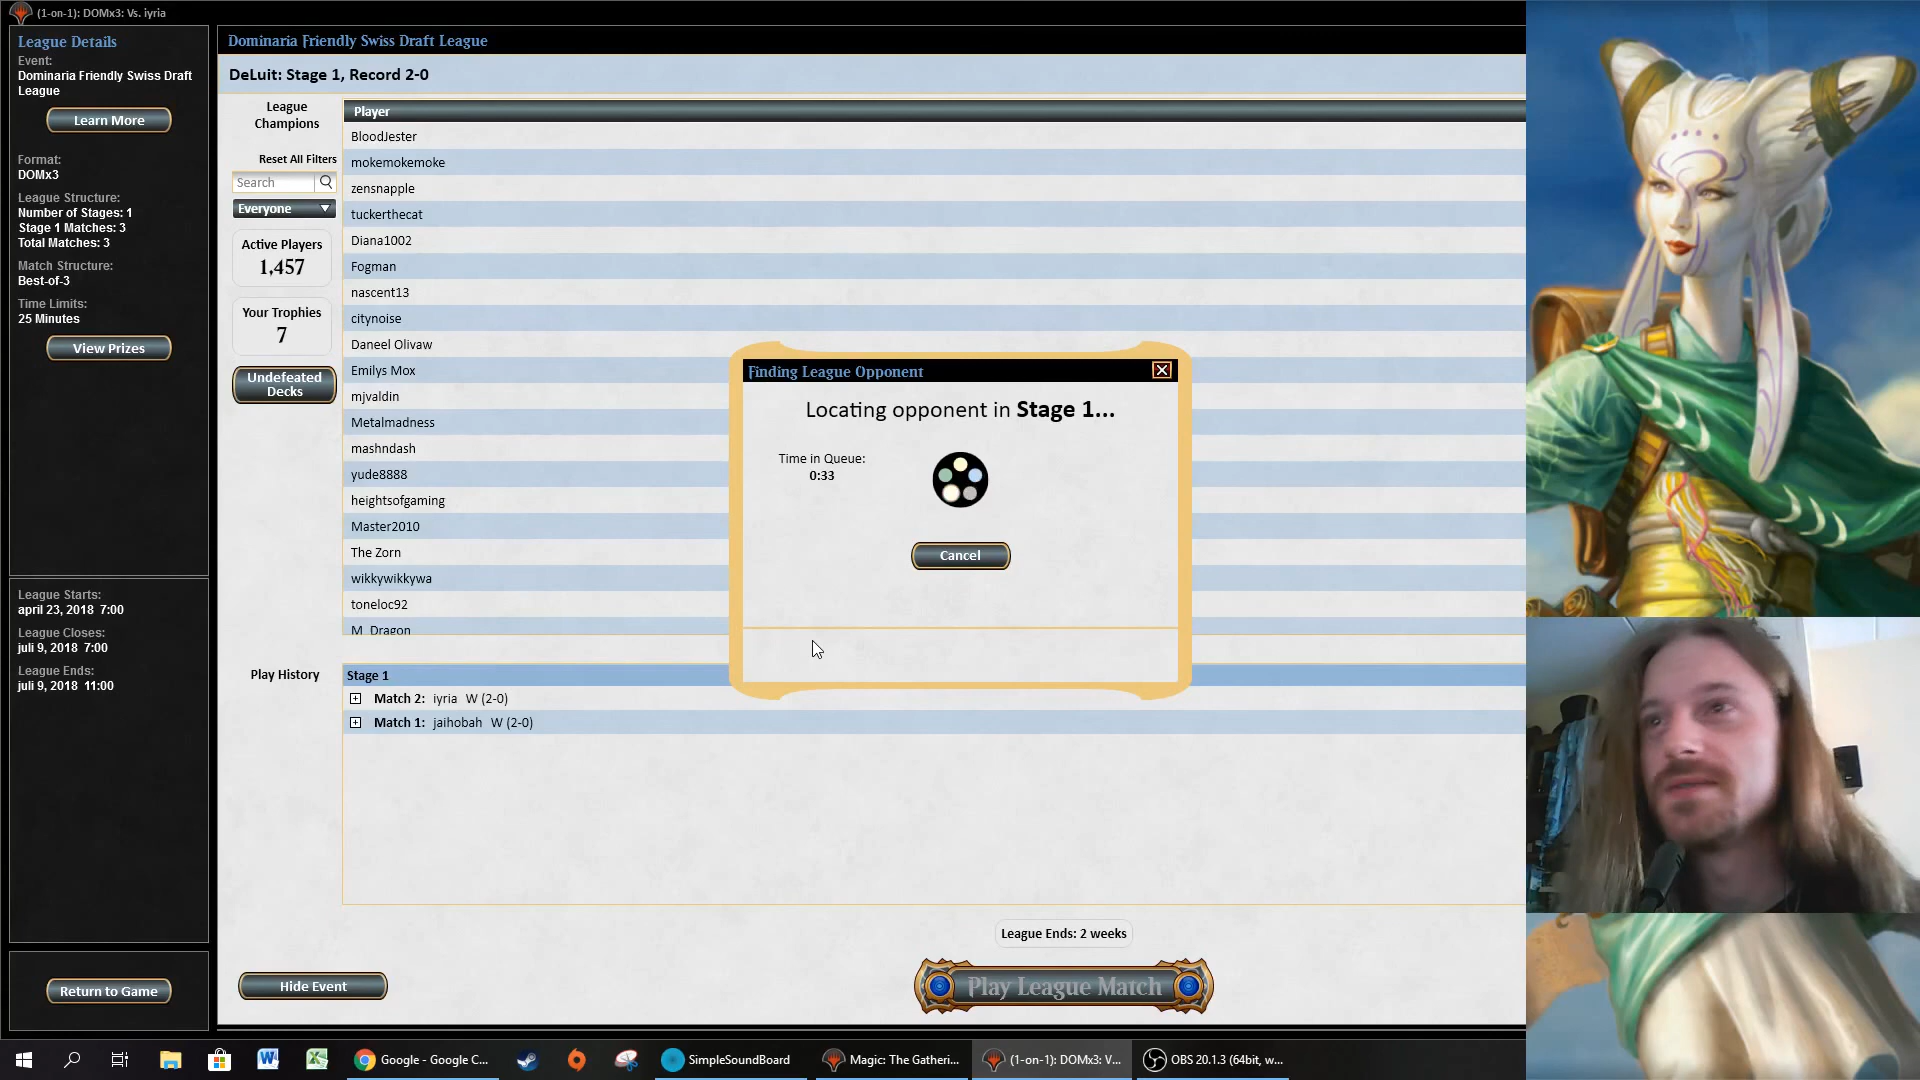 (1-on-1): DOMx3: Vs. iyria
League Details
Event:
Dominaria Friendly Swiss Draft
League
Learn More
Format:
DOMx3
League Structure:
Number of Stages: 1
Stage 1 Matches: 3
Total Matches: 3
Match Structure:
Best-of-3
Time Limits:
25 Minutes
View Prizes
League Starts:
april 23, 2018 7:00
League Closes:
juli 9, 2018 7:00
League Ends:
juli 9, 2018 11:00
Return to Game
Dominaria Friendly Swiss Draft League
DeLuit: Stage 1, Record 2-0
League
Champions
Reset All Filters
Search
Everyone
Active Players
1,457
Your Trophies
7
Undefeated
Decks
Player
BloodJester
mokemokemoke
zensnapple
tuckerthecat
Diana1002
Fogman
nascent13
citynoise
Daneel Olivaw
Emilys Mox
mjvaldin
Metalmadness
mashndash
yude8888
heightsofgaming
Master2010
The Zorn
wikkywikkywa
toneloc92
M_Dragon
Finding League Opponent
Locating opponent in Stage 1...
Time in Queue:
0:33
Cancel
Play History
Stage 1
Match 2: iyria W (2-0)
Match 1: jaihobah W (2-0)
League Ends: 2 weeks
Hide Event
Play League Match
Google - Google C...
SimpleSoundBoard
Magic: The Gatheri...
(1-on-1): DOMx3: V...
OBS 20.1.3 (64bit, w...